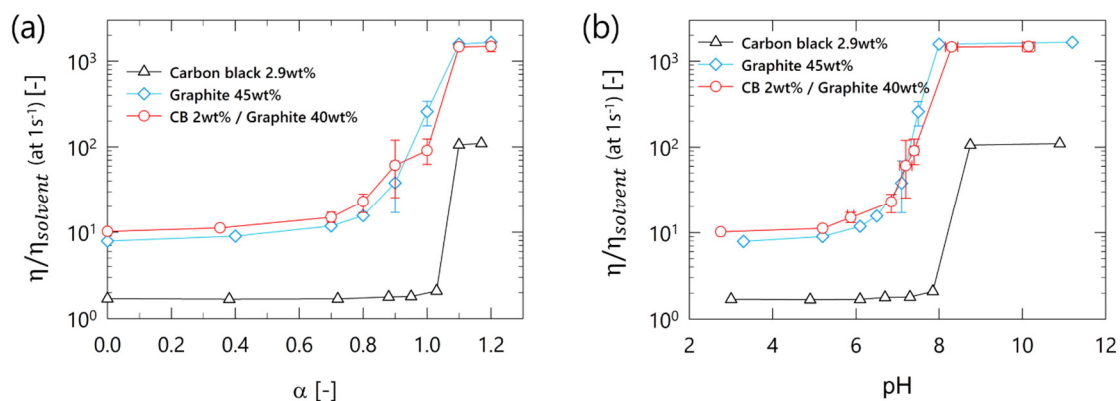 (a)
η/ηsolvent (at 1s⁻¹) [-]
10³
10²
10¹
10⁰
Carbon black 2.9wt%
Graphite 45wt%
CB 2wt% / Graphite 40wt%
0.0 0.2 0.4 0.6 0.8 1.0 1.2
α [-]
(b)
η/ηsolvent (at 1s⁻¹) [-]
10³
10²
10¹
10⁰
Carbon black 2.9wt%
Graphite 45wt%
CB 2wt% / Graphite 40wt%
2 4 6 8 10 12
pH